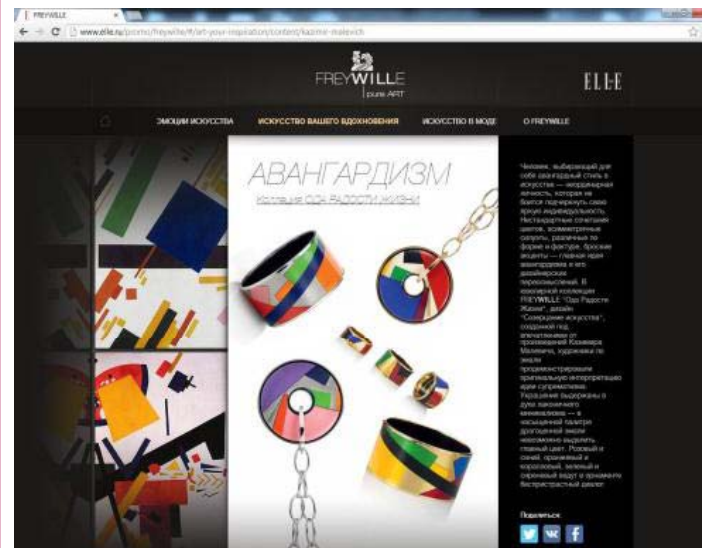 FREYWILLE
www.elle.ru/promo/freywille/#/art-your-inspiration/content/kazimir-malevich
FREYWILLE
pure ART
ELLE
ЭМОЦИИ ИСКУССТВА
ИСКУССТВО ВАШЕГО ВДОХНОВЕНИЯ
ИСКУССТВО В МОДЕ
О FREYWILLE
АВАНГАРДИЗМ
Коллекция ОДА РАДОСТИ ЖИЗНИ
Человек, выбирающий для
себя авангардный стиль в
искусстве — неординарная
личность, которая не
боится подчеркнуть свою
яркую индивидуальность.
Нестандартные сочетания
цветов, асимметричные
силуэты, различные по
форме и фактуре, броские
акценты — главная идея
авангардизма и его
дизайнерских
переосмыслений. В
ювелирной коллекции
FREYWILLE "Ода Радости
Жизни", дизайн
"Созерцание искусства",
созданной под
впечатлением от
произведений Казимира
Малевича, художники по
эмали
продемонстрировали
оригинальную интерпретацию
идеи супрематизма.
Украшения выдержаны в
духе лаконичного
минимализма — в
насыщенной палитре
драгоценной эмали
невозможно выделить
главный цвет. Розовый и
синий, оранжевый и
коралловый, зеленый и
сиреневый ведут в орнаменте
беспристрастный диалог
Поделиться: